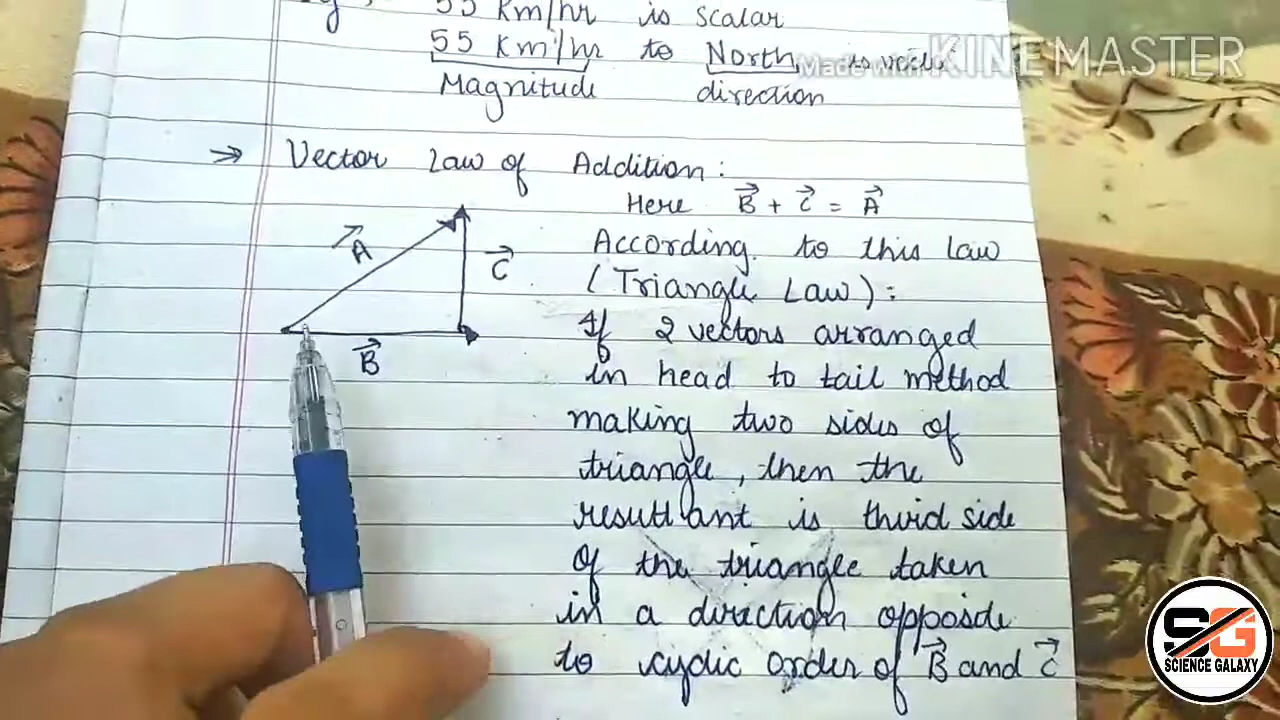 55 Km/hr is scalar
55 Km/hr to North, is vector
Magnitude direction
Made with KINEMASTER
→ Vector Law of Addition:
Here B⃗ + C⃗ = A⃗
A⃗
C⃗
B⃗
According to this law
(Triangle Law):
If 2 vectors arranged
in head to tail method
making two sides of
triangle, then the
resultant is third side
of the triangle taken
in a direction opposide
to cyclic order of B⃗ and C⃗
SG
SCIENCE GALAXY